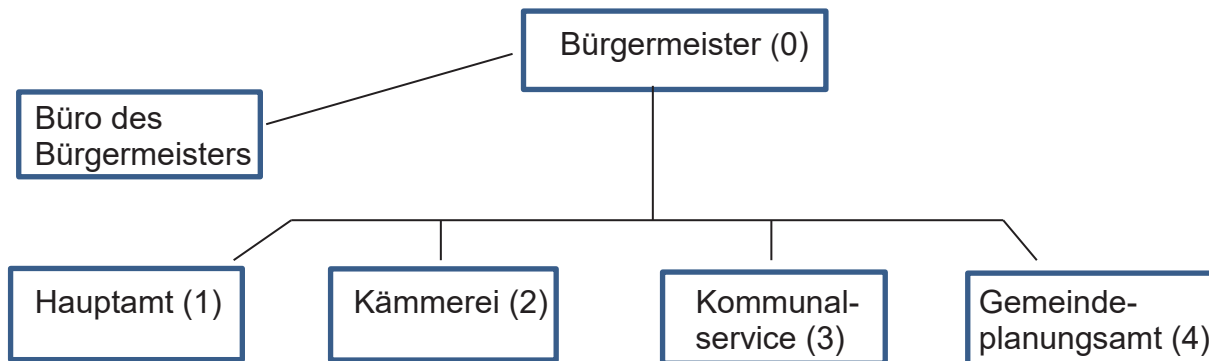 Bürgermeister (0)
Büro des
Bürgermeisters
Hauptamt (1)
Kämmerei (2)
Kommunal-
service (3)
Gemeinde-
planungsamt (4)